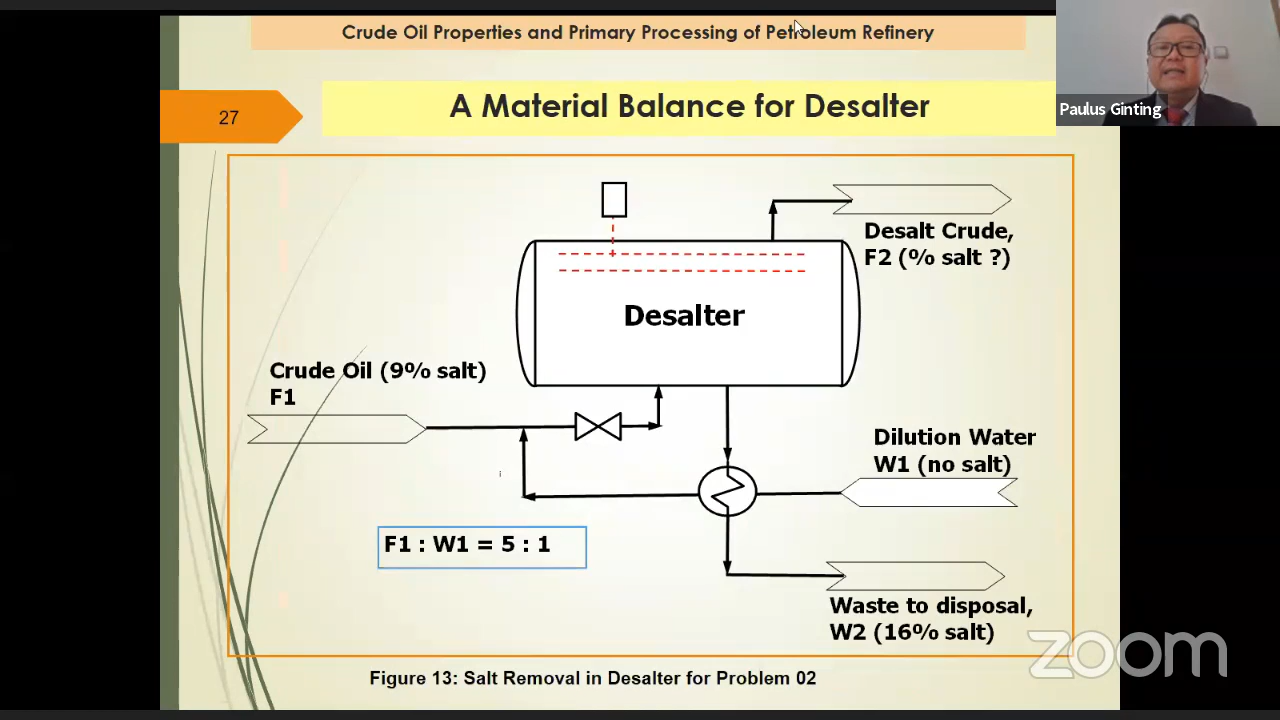 Crude Oil Properties and Primary Processing of Petroleum Refinery
Paulus Ginting
27
A Material Balance for Desalter
Desalt Crude,
F2 (% salt ?)
Desalter
Crude Oil (9% salt)
F1
Dilution Water
W1 (no salt)
F1 : W1 = 5 : 1
Waste to disposal,
W2 (16% salt)
zoom
Figure 13: Salt Removal in Desalter for Problem 02